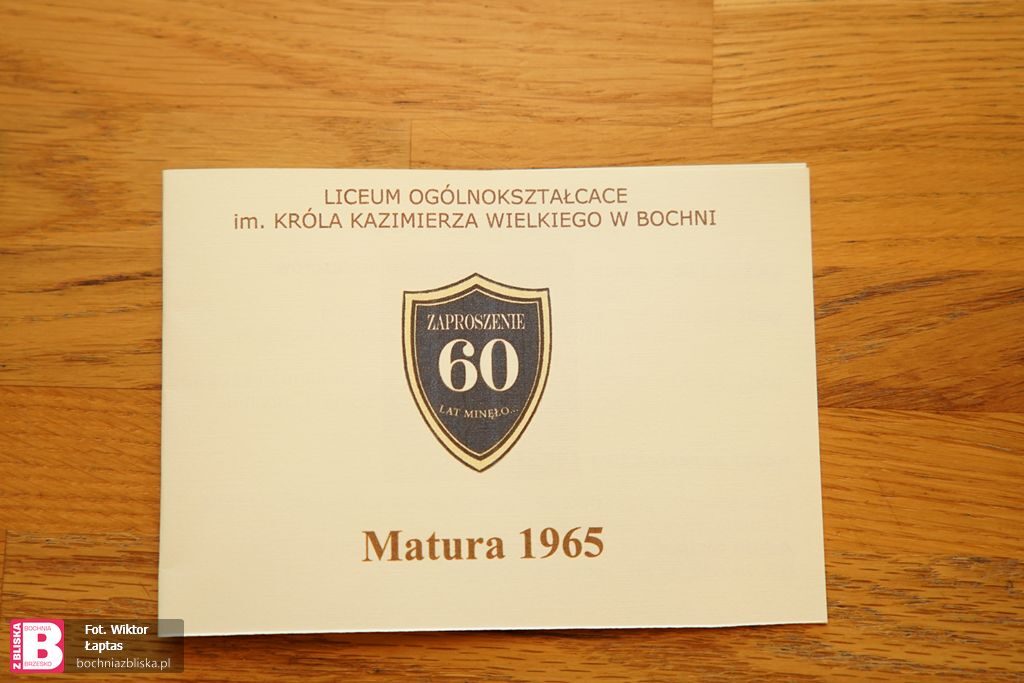 LICEUM OGÓLNOKSZTAŁCACE
im. KRÓLA KAZIMIERZA WIELKIEGO W BOCHNI
ZAPROSZENIE
60
LAT MINĘŁO...
Matura 1965
Z BLISKA
BOCHNIA
B
BRZESKO
Fot. Wiktor
Łaptas
bochniazbliska.pl